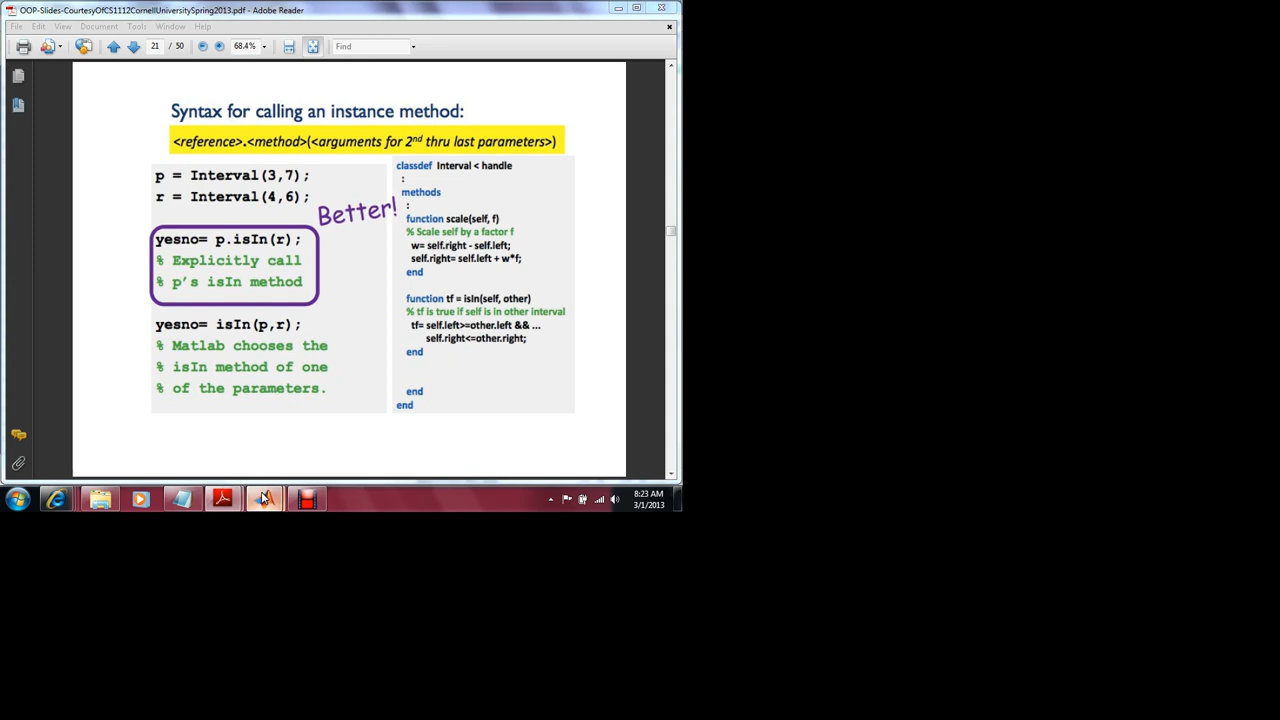 OOP-Slides-CourtesyOfCS1112CornellUniversitySpring2013.pdf - Adobe Reader
File Edit View Document Tools Window Help
21 / 50 68.4% Find
Syntax for calling an instance method:
<reference>.<method>(<arguments for 2nd thru last parameters>)
p = Interval(3,7);
r = Interval(4,6);
Better!
yesno= p.isIn(r);
% Explicitly call
% p's isIn method
yesno= isIn(p,r);
% Matlab chooses the
% isIn method of one
% of the parameters.
classdef Interval < handle
:
methods
:
function scale(self, f)
% Scale self by a factor f
w= self.right - self.left;
self.right= self.left + w*f;
end
function tf = isIn(self, other)
% tf is true if self is in other interval
tf= self.left>=other.left && ...
self.right<=other.right;
end
end
end
8:23 AM
3/1/2013